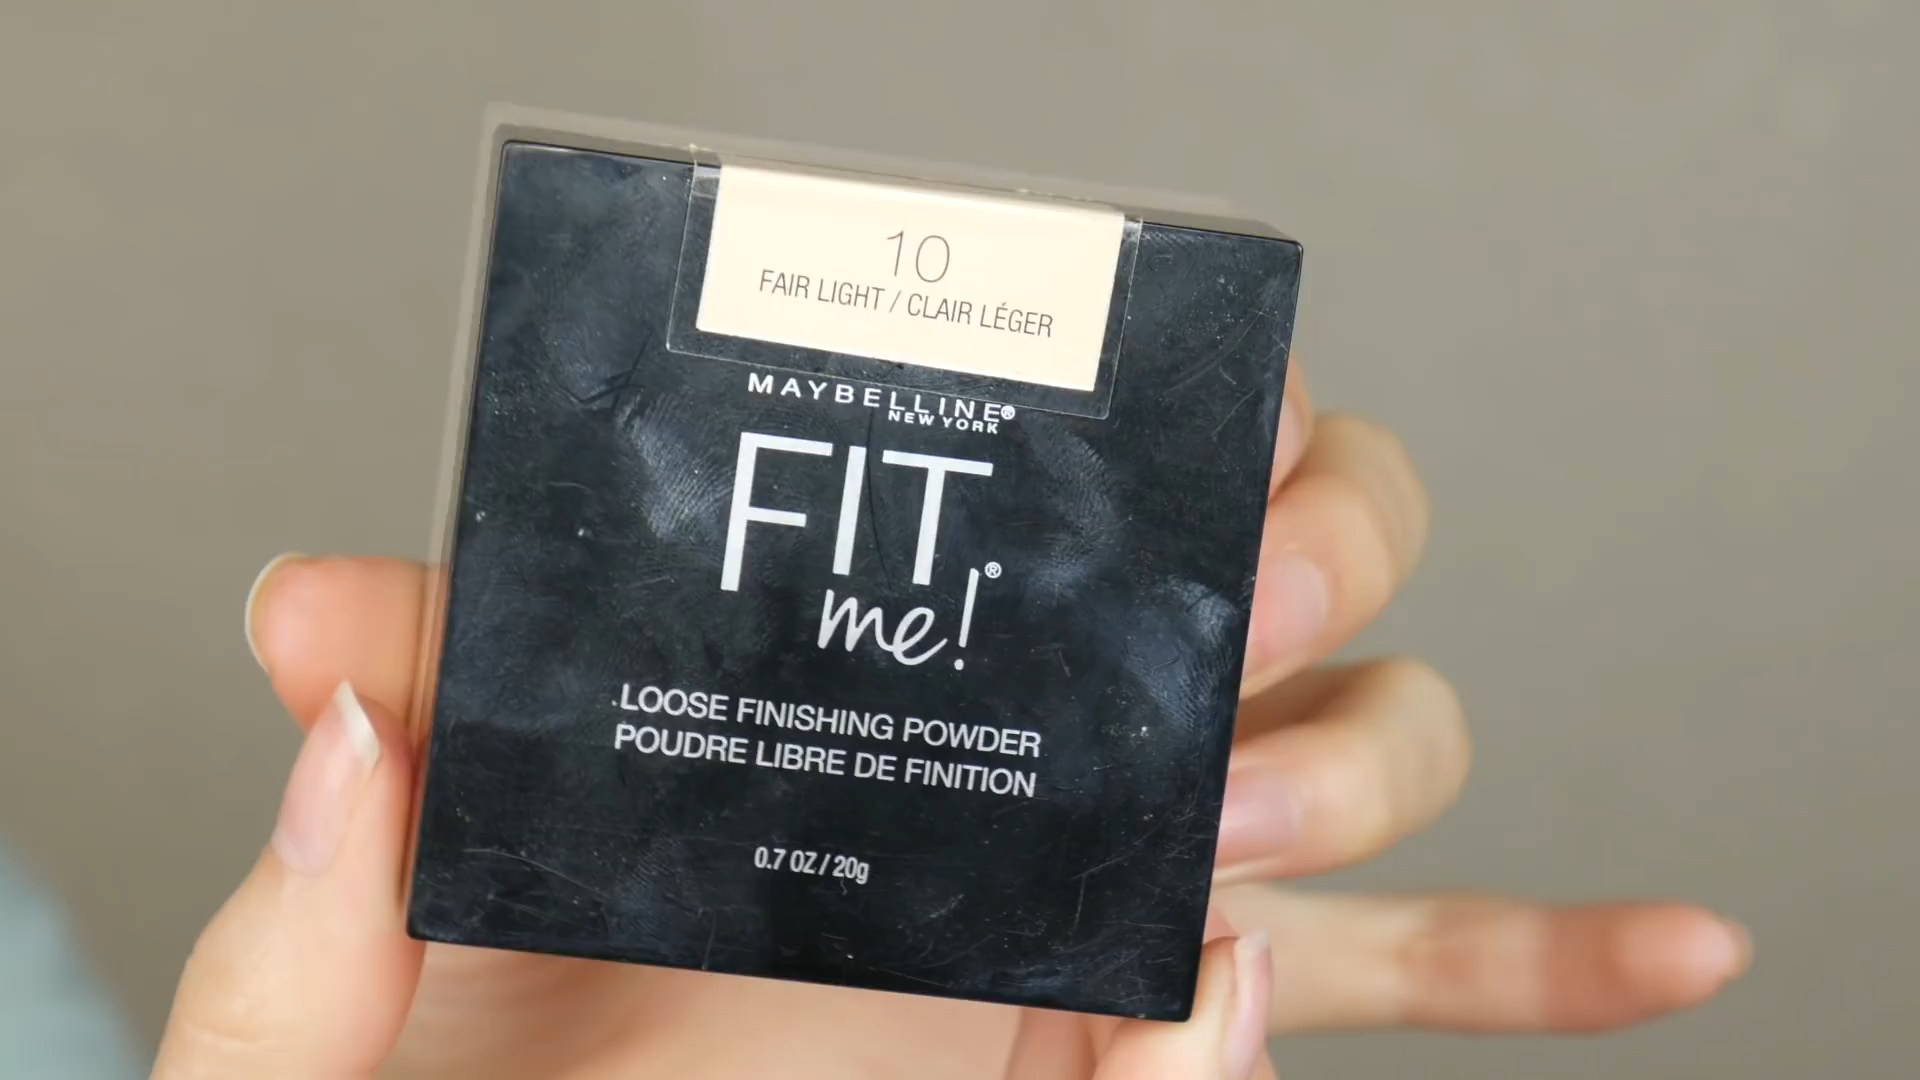 10
FAIR LIGHT / CLAIR LÉGER
MAYBELLINE®
NEW YORK
FIT
me!®
LOOSE FINISHING POWDER
POUDRE LIBRE DE FINITION
0.7 OZ / 20g